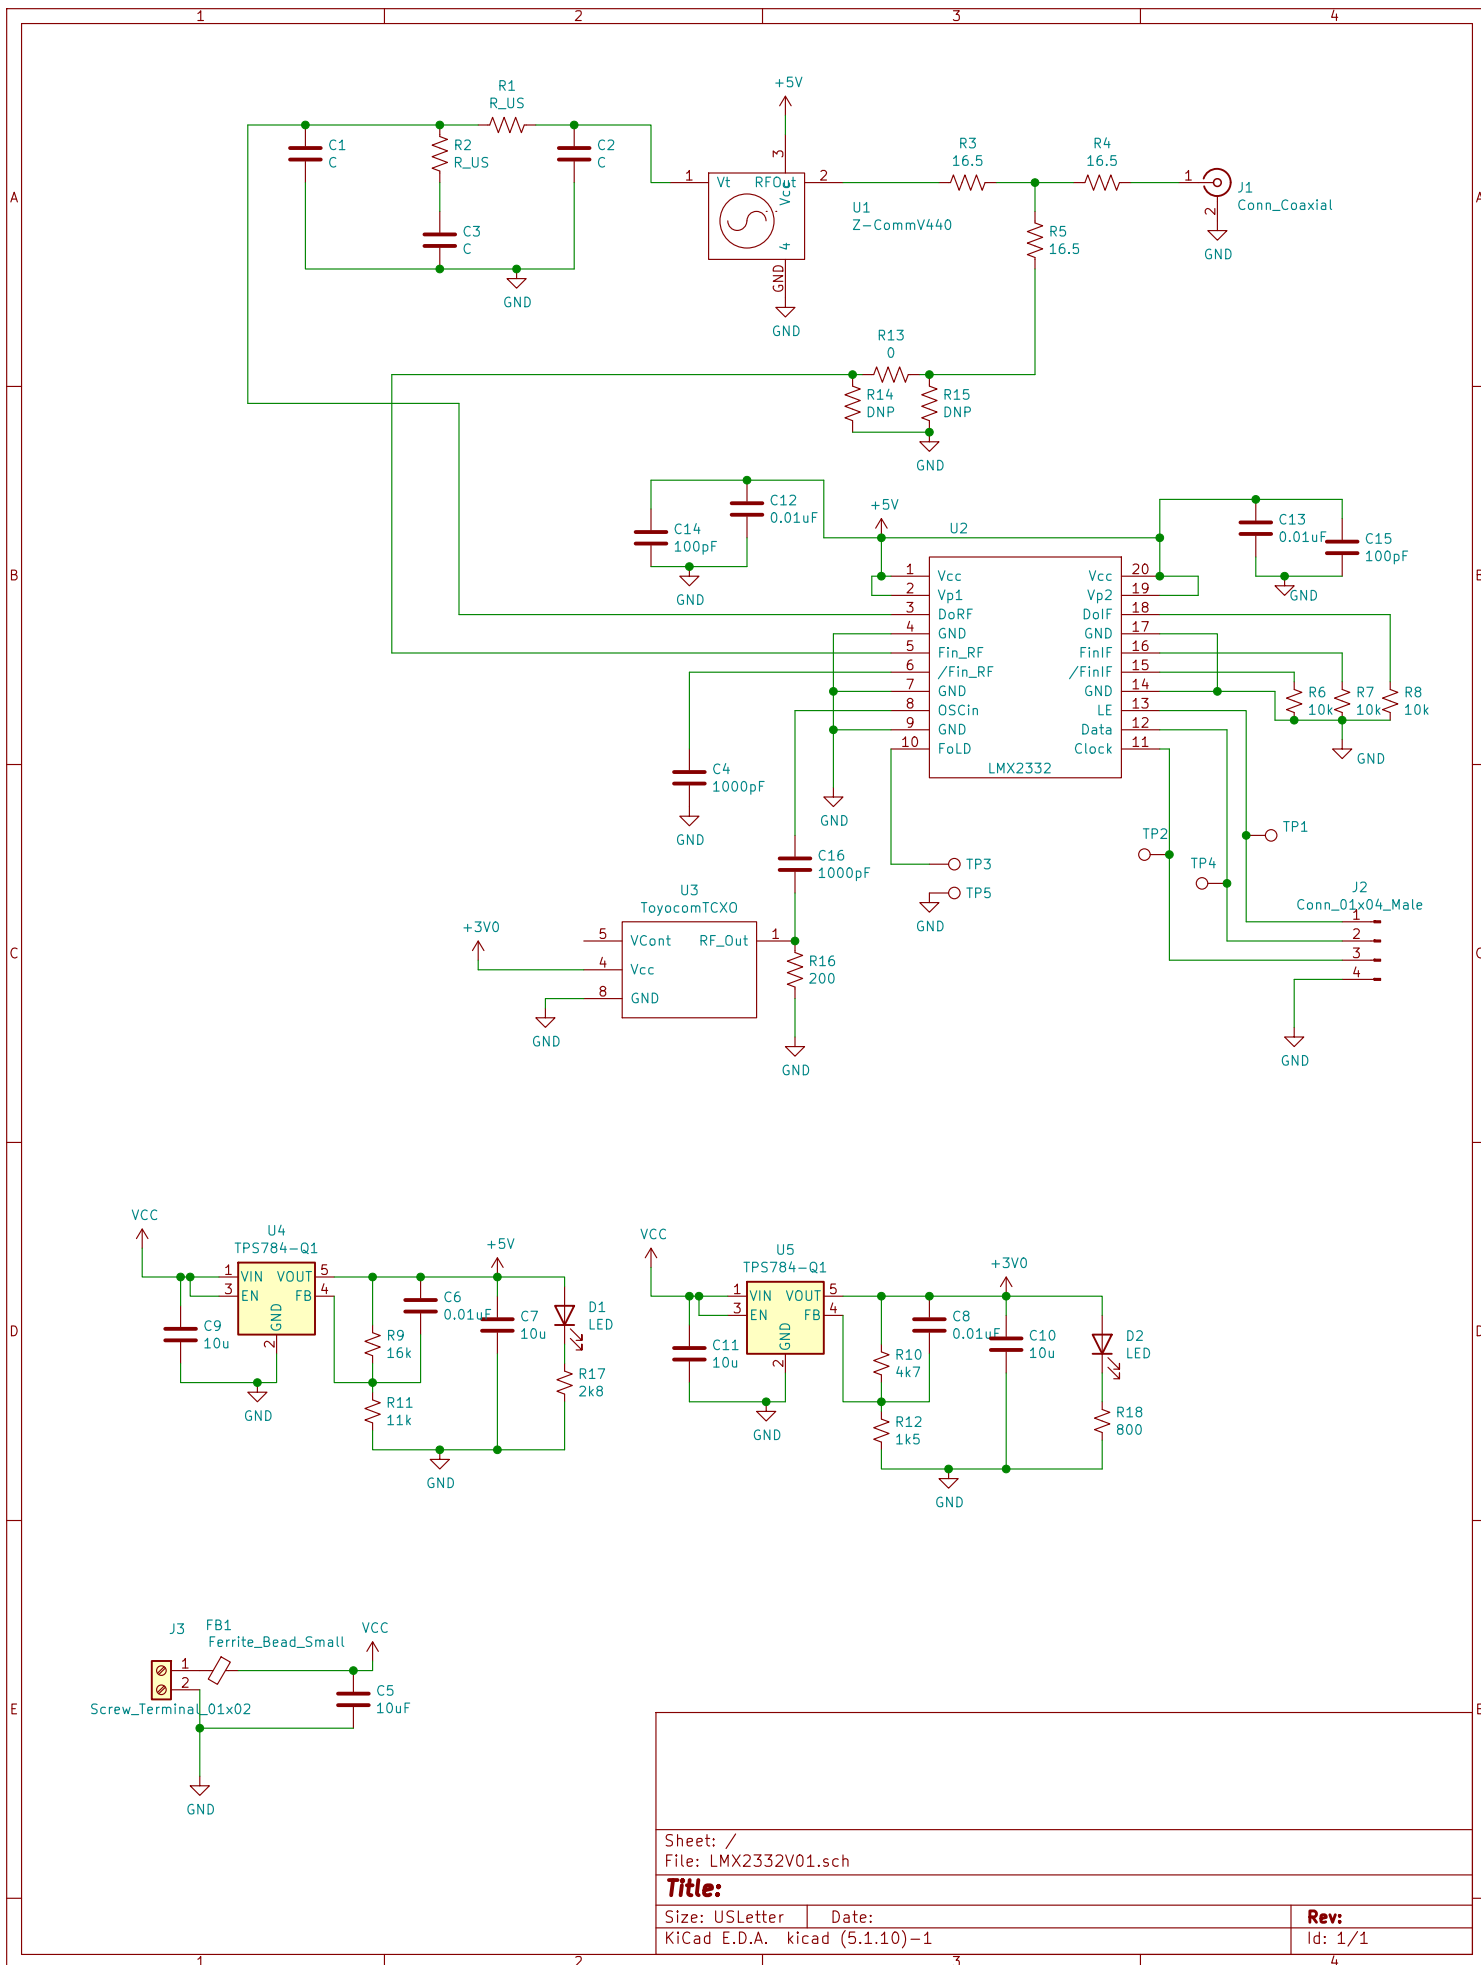 1 2 3 4
A A
B B
C C
D D
E E
1 2 3 4
R1
R_US
C1
C
R2
R_US
C2
C
C3
C
GND
+5V
3
1 Vt RFOut 2
Vcc
4
GND
GND
U1
Z-CommV440
R3
16.5
R4
16.5
R5
16.5
1
2
J1
Conn_Coaxial
GND
R13
0
R14
DNP
R15
DNP
GND
C12
0.01uF
C14
100pF
GND
+5V
U2
C13
0.01uF
C15
100pF
GND
1 Vcc Vcc 20
2 Vp1 Vp2 19
3 DoRF DoIF 18
4 GND GND 17
5 Fin_RF FinIF 16
6 /Fin_RF /FinIF 15
7 GND GND 14
8 OSCin LE 13
9 GND Data 12
10 FoLD Clock 11
LMX2332
R6
10k
R7
10k
R8
10k
GND
C4
1000pF
GND
GND
C16
1000pF
TP3
TP5
GND
TP2
TP1
TP4
J2
Conn_01x04_Male
1
2
3
4
GND
U3
ToyocomTCXO
+3V0
5 VCont RF_Out 1
4 Vcc
8 GND
GND
R16
200
GND
VCC
U4
TPS784-Q1
1 VIN VOUT 5
3 EN FB 4
GND
2
C9
10u
GND
R9
16k
R11
11k
C6
0.01uF
+5V
C7
10u
D1
LED
R17
2k8
GND
VCC
U5
TPS784-Q1
1 VIN VOUT 5
3 EN FB 4
GND
2
C11
10u
GND
R10
4k7
R12
1k5
C8
0.01uF
+3V0
C10
10u
D2
LED
R18
800
GND
J3
FB1
Ferrite_Bead_Small
VCC
1
2
Screw_Terminal_01x02
C5
10uF
GND
Sheet: /
File: LMX2332V01.sch
Title:
Size: USLetter Date: Rev:
KiCad E.D.A. kicad (5.1.10)-1 Id: 1/1